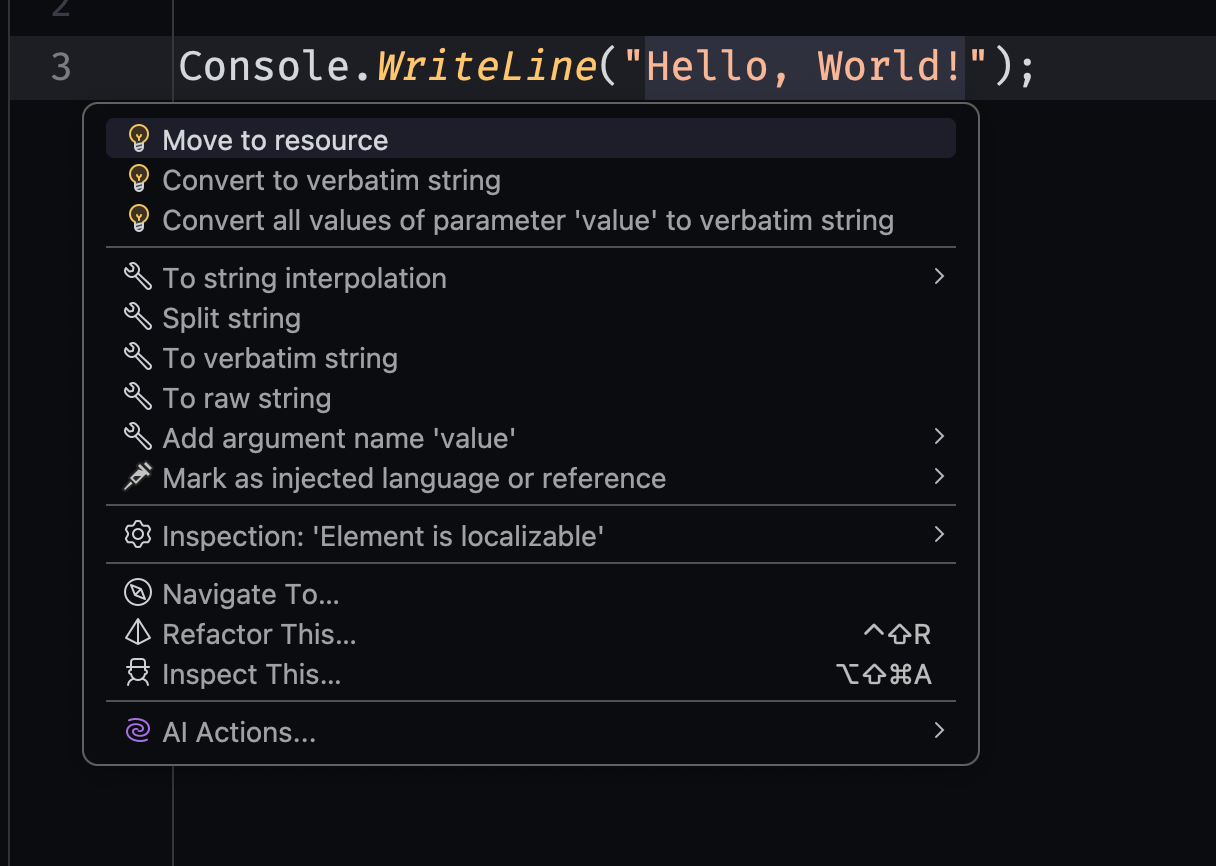 2
3 Console.WriteLine("Hello, World!");
Move to resource
Convert to verbatim string
Convert all values of parameter 'value' to verbatim string
To string interpolation
Split string
To verbatim string
To raw string
Add argument name 'value'
Mark as injected language or reference
Inspection: 'Element is localizable'
Navigate To...
Refactor This... ^⇧R
Inspect This... ⌥⇧⌘A
AI Actions...